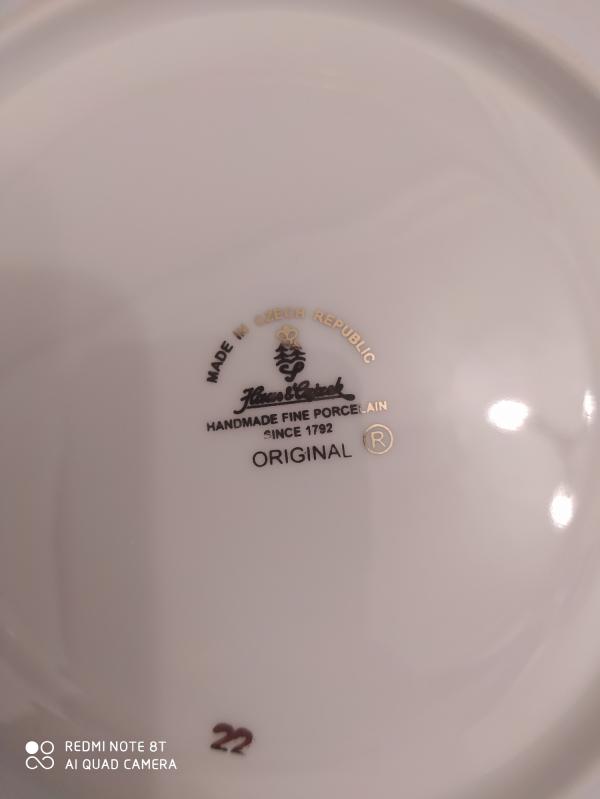 MADE IN CZECH REPUBLIC
Haas & Czjzek
HANDMADE FINE PORCELAIN
SINCE 1792
ORIGINAL ®
22
REDMI NOTE 8T
AI QUAD CAMERA